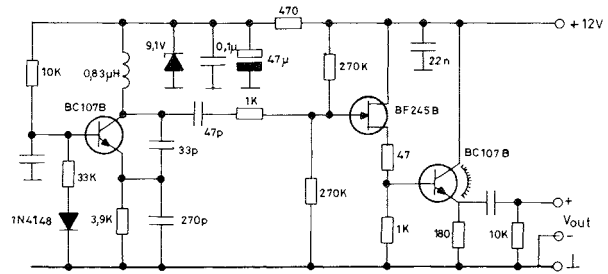 470
+ 12V
9,1V
0,1µ
47µ
22n
10K
0,83µH
270K
BC107B
1K
BF245B
47p
47
BC107B
33p
33K
270K
1N4148
3,9K
270p
1K
180
10K
+
Vout
-